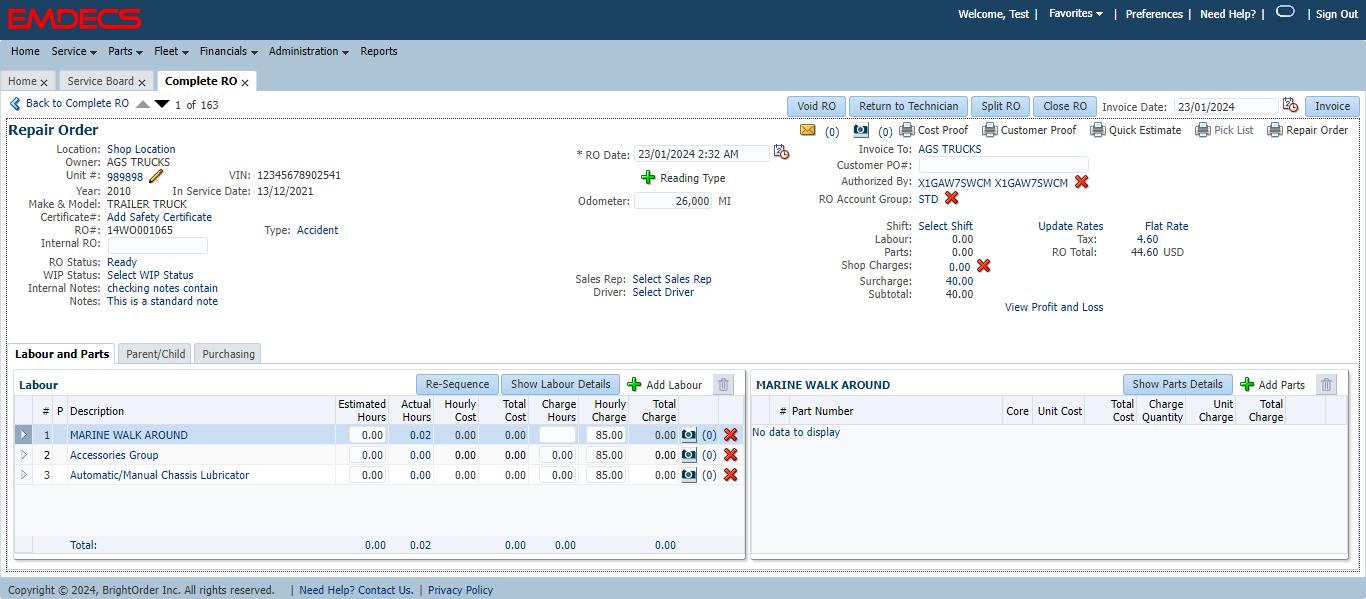 EMDECS
Welcome, Test | Favorites | Preferences | Need Help? | | Sign Out
Home Service Parts Fleet Financials Administration Reports
Home Service Board Complete RO
Back to Complete RO 1 of 163 Void RO Return to Technician Split RO Close RO Invoice Date: 23/01/2024 Invoice
Repair Order (0) (0) Cost Proof Customer Proof Quick Estimate Pick List Repair Order
Location: Shop Location * RO Date: 23/01/2024 2:32 AM Invoice To: AGS TRUCKS
Owner: AGS TRUCKS Customer PO#:
Unit #: 989898 VIN: 12345678902541 Reading Type Authorized By: X1GAW7SWCM X1GAW7SWCM
Year: 2010 In Service Date: 13/12/2021
Make & Model: TRAILER TRUCK Odometer: 26,000 MI RO Account Group: STD
Certificate#: Add Safety Certificate
RO#: 14WO001065 Type: Accident Shift: Select Shift Update Rates Flat Rate
Internal RO: Labour: 0.00 Tax: 4.60
Parts: 0.00 RO Total: 44.60 USD
RO Status: Ready Shop Charges: 0.00
WIP Status: Select WIP Status Sales Rep: Select Sales Rep Surcharge: 40.00
Internal Notes: checking notes contain Driver: Select Driver Subtotal: 40.00
Notes: This is a standard note View Profit and Loss
Labour and Parts Parent/Child Purchasing
Labour Re-Sequence Show Labour Details Add Labour MARINE WALK AROUND Show Parts Details Add Parts
# P Description Estimated Hours Actual Hours Hourly Cost Total Cost Charge Hours Hourly Charge Total Charge # Part Number Core Unit Cost Total Cost Charge Quantity Unit Charge Total Charge
1 MARINE WALK AROUND 0.00 0.02 0.00 0.00 85.00 0.00 (0) No data to display
2 Accessories Group 0.00 0.00 0.00 0.00 0.00 85.00 0.00 (0)
3 Automatic/Manual Chassis Lubricator 0.00 0.00 0.00 0.00 0.00 85.00 0.00 (0)
Total: 0.00 0.02 0.00 0.00 0.00
Copyright © 2024, BrightOrder Inc. All rights reserved. | Need Help? Contact Us. | Privacy Policy